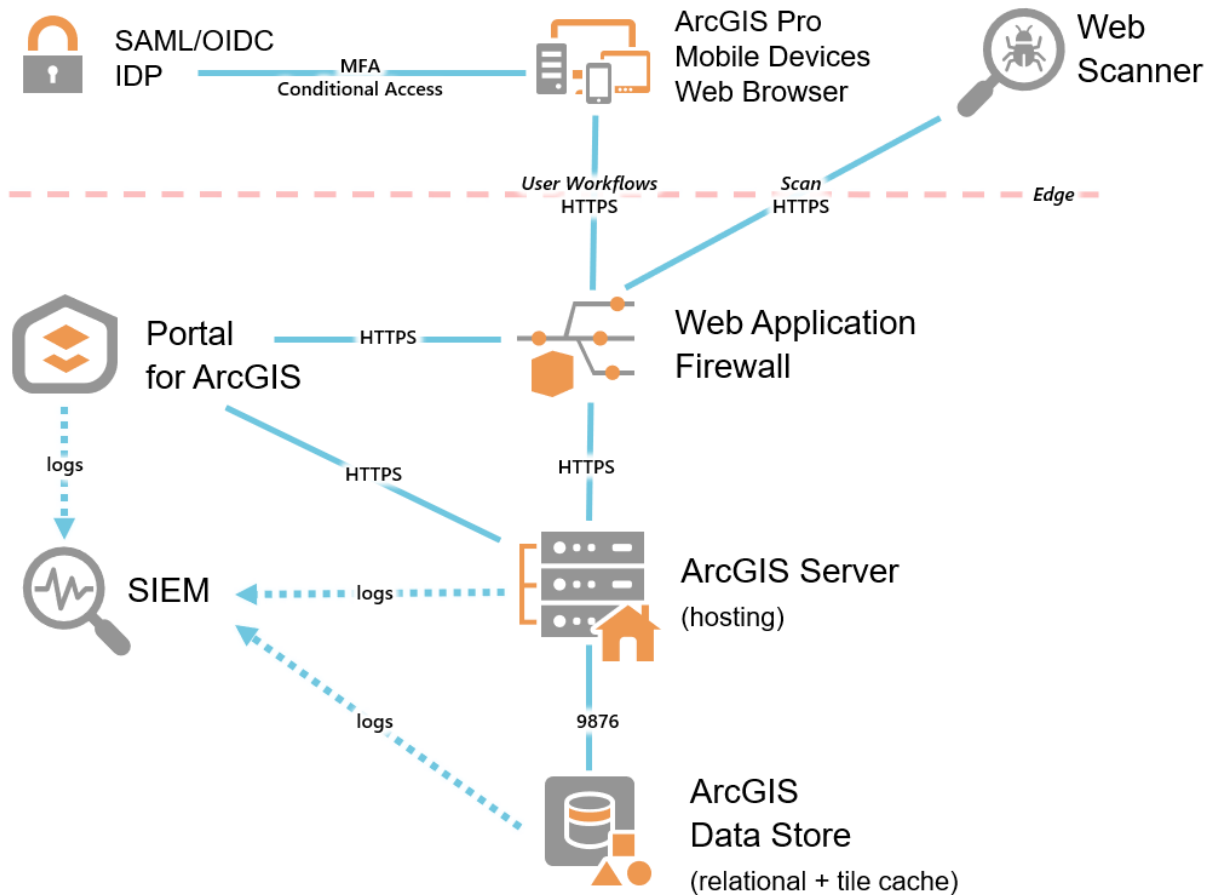 SAML/OIDC
IDP
MFA
Conditional Access
ArcGIS Pro
Mobile Devices
Web Browser
Web
Scanner
User Workflows
HTTPS
Scan
HTTPS
Edge
Portal
for ArcGIS
HTTPS
Web Application
Firewall
logs
HTTPS
HTTPS
SIEM
logs
ArcGIS Server
(hosting)
logs
9876
ArcGIS
Data Store
(relational + tile cache)